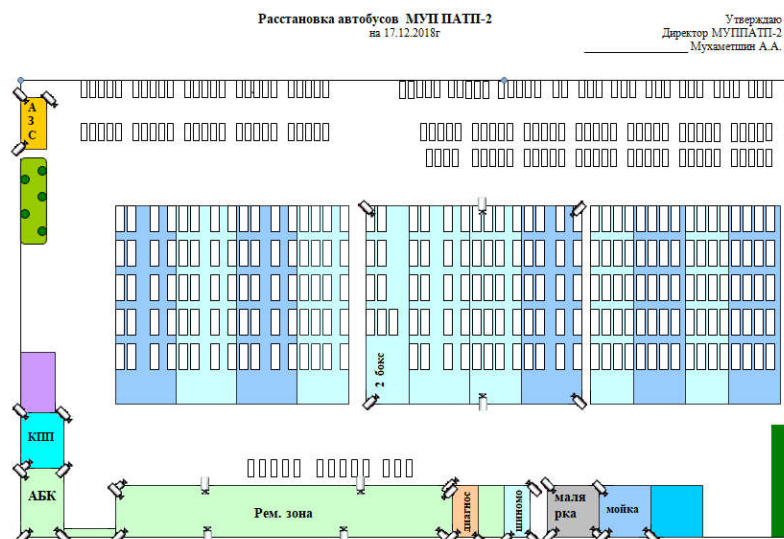 Расстановка автобусов МУП ПАТП-2
на 17.12.2018г
Утверждаю
Директор МУППАТП-2
Мухаметшин А.А.
АЗС
2 бокс
КПП
АБК
Рем. зона
диагнос
шиномо
маля
рка
мойка